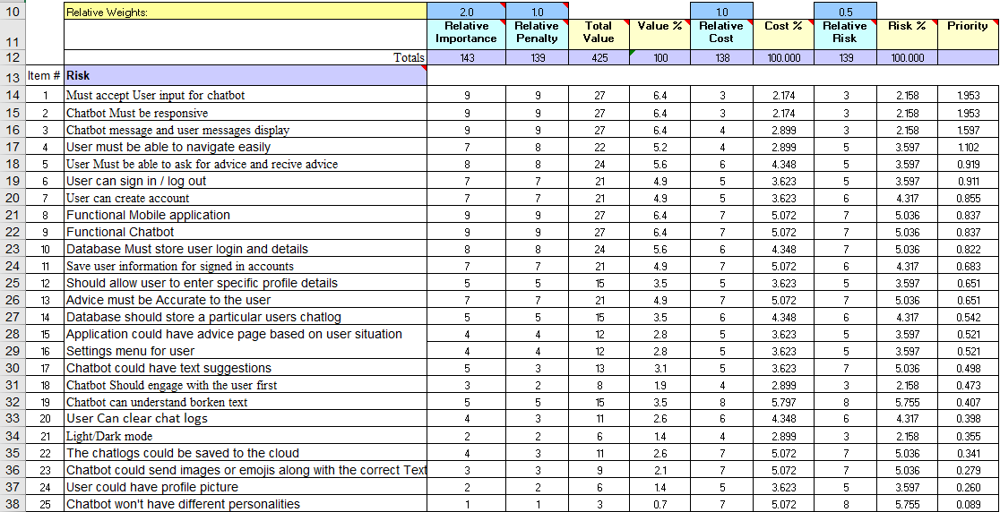 10 Relative Weights: 2.0 1.0 1.0 0.5
11 Relative Importance Relative Penalty Total Value Value % Relative Cost Cost % Relative Risk Risk % Priority
12 Totals 143 139 425 100 138 100.000 139 100.000
13 Item # Risk
14 1 Must accept User input for chatbot 9 9 27 6.4 3 2.174 3 2.158 1.953
15 2 Chatbot Must be responsive 9 9 27 6.4 3 2.174 3 2.158 1.953
16 3 Chatbot message and user messages display 9 9 27 6.4 4 2.899 3 2.158 1.597
17 4 User must be able to navigate easily 7 8 22 5.2 4 2.899 5 3.597 1.102
18 5 User Must be able to ask for advice and recive advice 8 8 24 5.6 6 4.348 5 3.597 0.919
19 6 User can sign in / log out 7 7 21 4.9 5 3.623 5 3.597 0.911
20 7 User can create account 7 7 21 4.9 5 3.623 6 4.317 0.855
21 8 Functional Mobile application 9 9 27 6.4 7 5.072 7 5.036 0.837
22 9 Functional Chatbot 9 9 27 6.4 7 5.072 7 5.036 0.837
23 10 Database Must store user login and details 8 8 24 5.6 6 4.348 7 5.036 0.822
24 11 Save user information for signed in accounts 7 7 21 4.9 7 5.072 6 4.317 0.683
25 12 Should allow user to enter specific profile details 5 5 15 3.5 5 3.623 5 3.597 0.651
26 13 Advice must be Accurate to the user 7 7 21 4.9 7 5.072 7 5.036 0.651
27 14 Database should store a particular users chatlog 5 5 15 3.5 6 4.348 6 4.317 0.542
28 15 Application could have advice page based on user situation 4 4 12 2.8 5 3.623 5 3.597 0.521
29 16 Settings menu for user 4 4 12 2.8 5 3.623 5 3.597 0.521
30 17 Chatbot could have text suggestions 5 3 13 3.1 5 3.623 7 5.036 0.498
31 18 Chatbot Should engage with the user first 3 2 8 1.9 4 2.899 3 2.158 0.473
32 19 Chatbot can understand borken text 5 5 15 3.5 8 5.797 8 5.755 0.407
33 20 User Can clear chat logs 4 3 11 2.6 6 4.348 6 4.317 0.398
34 21 Light/Dark mode 2 2 6 1.4 4 2.899 3 2.158 0.355
35 22 The chatlogs could be saved to the cloud 4 3 11 2.6 7 5.072 7 5.036 0.341
36 23 Chatbot could send images or emojis along with the correct Text 3 3 9 2.1 7 5.072 7 5.036 0.279
37 24 User could have profile picture 2 2 6 1.4 5 3.623 5 3.597 0.260
38 25 Chatbot won't have different personalities 1 1 3 0.7 7 5.072 8 5.755 0.089